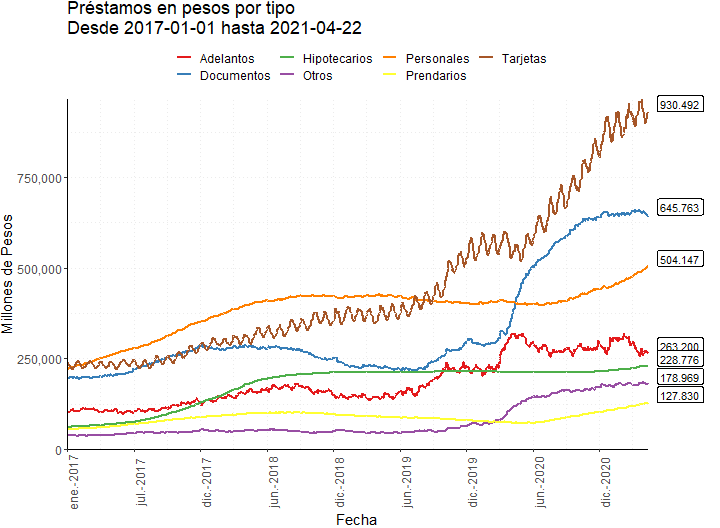 Préstamos en pesos por tipo
Desde 2017-01-01 hasta 2021-04-22
Adelantos Hipotecarios Personales Tarjetas
Documentos Otros Prendarios
Millones de Pesos
750,000
500,000
250,000
0
930.492
645.763
504.147
263.200
228.776
178.969
127.830
ene.-2017
jul.-2017
dic.-2017
jun.-2018
dic.-2018
jun.-2019
dic.-2019
jun.-2020
dic.-2020
Fecha